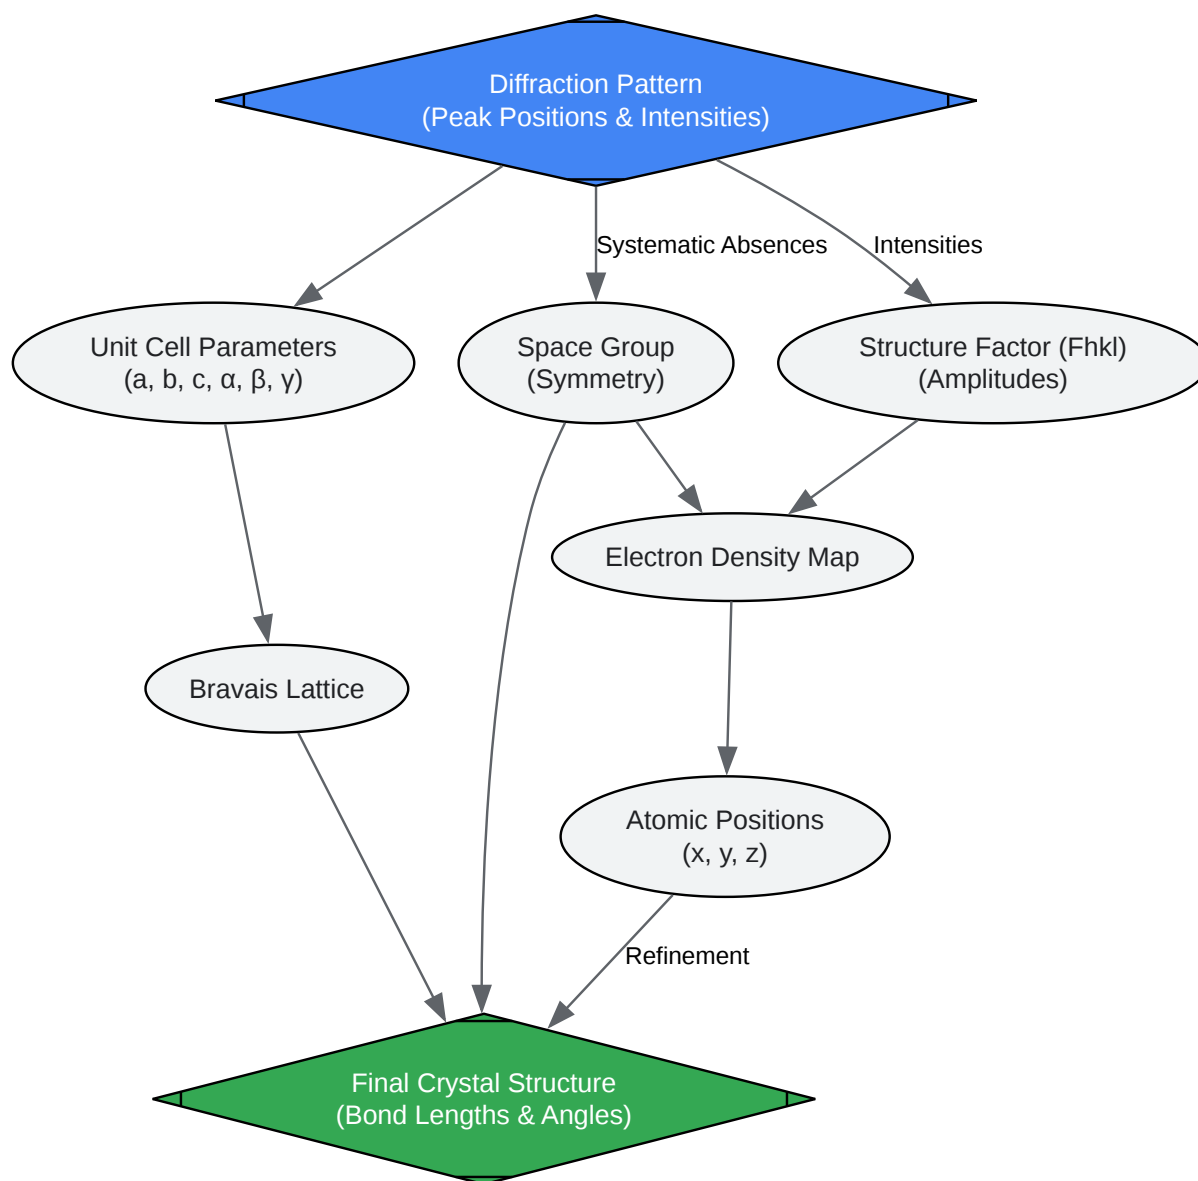 Diffraction Pattern
(Peak Positions & Intensities)
Systematic Absences
Intensities
Unit Cell Parameters
(a, b, c, α, β, γ)
Space Group
(Symmetry)
Structure Factor (Fhkl)
(Amplitudes)
Electron Density Map
Bravais Lattice
Atomic Positions
(x, y, z)
Refinement
Final Crystal Structure
(Bond Lengths & Angles)